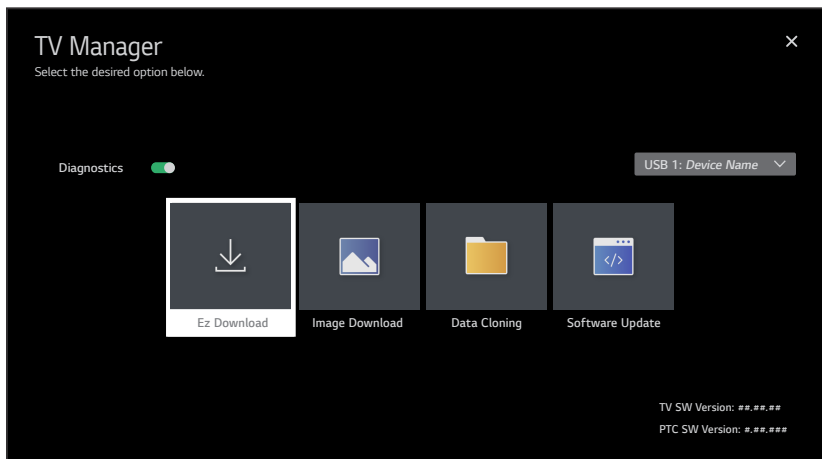 TV Manager
Select the desired option below.
Diagnostics
USB 1: Device Name
</>
Ez Download
Image Download
Data Cloning
Software Update
TV SW Version: ##.##.##
PTC SW Version: #.##.###